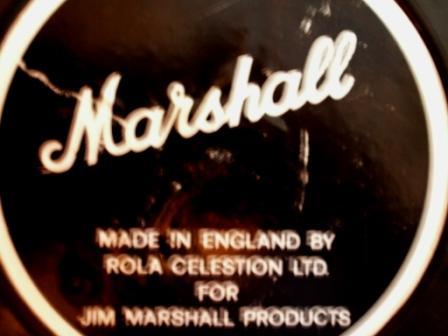 Marshall
MADE IN ENGLAND BY
ROLA CELESTION LTD.
FOR
JIM MARSHALL PRODUCTS